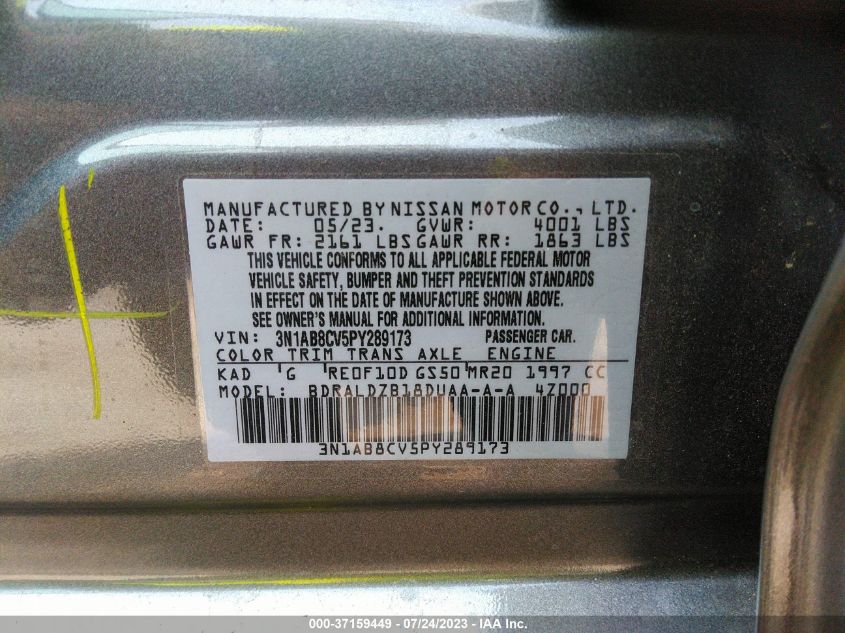 MANUFACTURED BY NISSAN MOTOR CO., LTD.
DATE: 05/23. GVWR: 4001 LBS
GAWR FR: 2161 LBS GAWR RR: 1863 LBS
THIS VEHICLE CONFORMS TO ALL APPLICABLE FEDERAL MOTOR
VEHICLE SAFETY, BUMPER AND THEFT PREVENTION STANDARDS
IN EFFECT ON THE DATE OF MANUFACTURE SHOWN ABOVE.
SEE OWNER'S MANUAL FOR ADDITIONAL INFORMATION.
VIN: 3N1AB8CV5PY289173 PASSENGER CAR.
COLOR TRIM TRANS AXLE ENGINE
KAD G RE0F10D GS50 MR20 1997 CC
MODEL: BDRALDZB18DUAA-A-A 4Z000
3N1AB8CV5PY289173
000-37159449 - 07/24/2023 - IAA Inc.